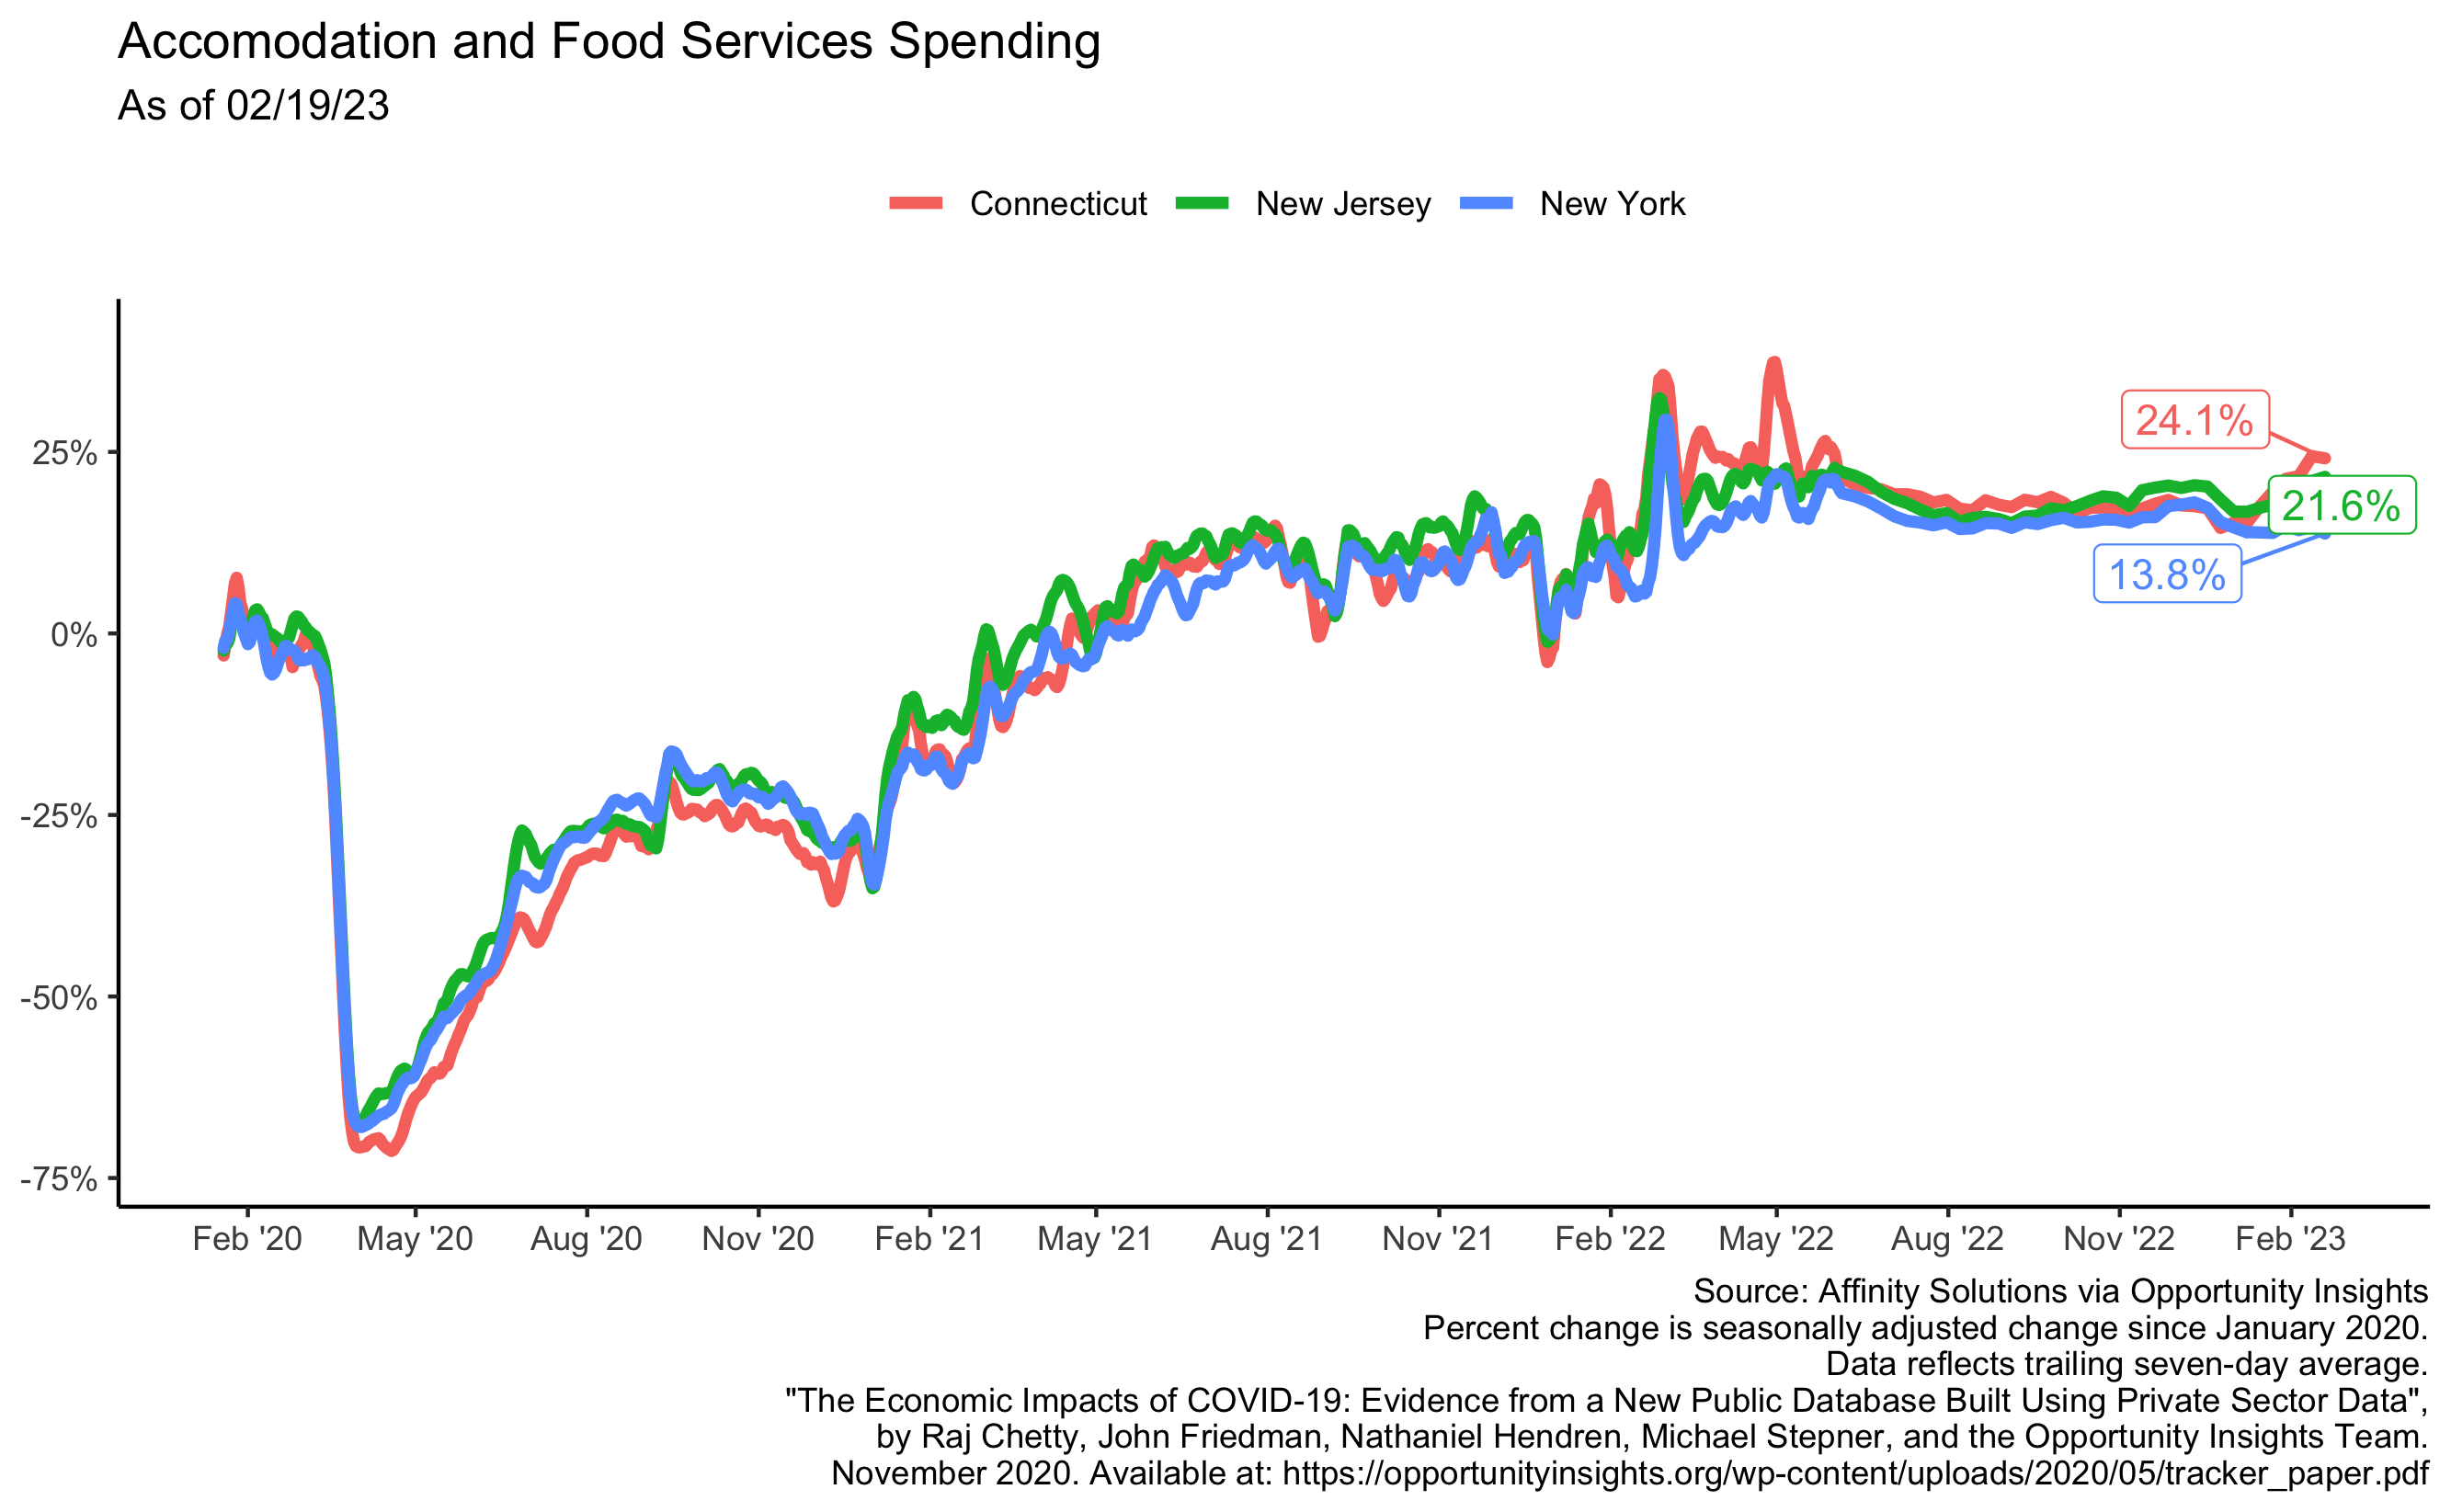 Accomodation and Food Services Spending
As of 02/19/23
Connecticut New Jersey New York
25%
0%
-25%
-50%
-75%
24.1%
21.6%
13.8%
Feb '20 May '20 Aug '20 Nov '20 Feb '21 May '21 Aug '21 Nov '21 Feb '22 May '22 Aug '22 Nov '22 Feb '23
Source: Affinity Solutions via Opportunity Insights
Percent change is seasonally adjusted change since January 2020.
Data reflects trailing seven-day average.
"The Economic Impacts of COVID-19: Evidence from a New Public Database Built Using Private Sector Data",
by Raj Chetty, John Friedman, Nathaniel Hendren, Michael Stepner, and the Opportunity Insights Team.
November 2020. Available at: https://opportunityinsights.org/wp-content/uploads/2020/05/tracker_paper.pdf